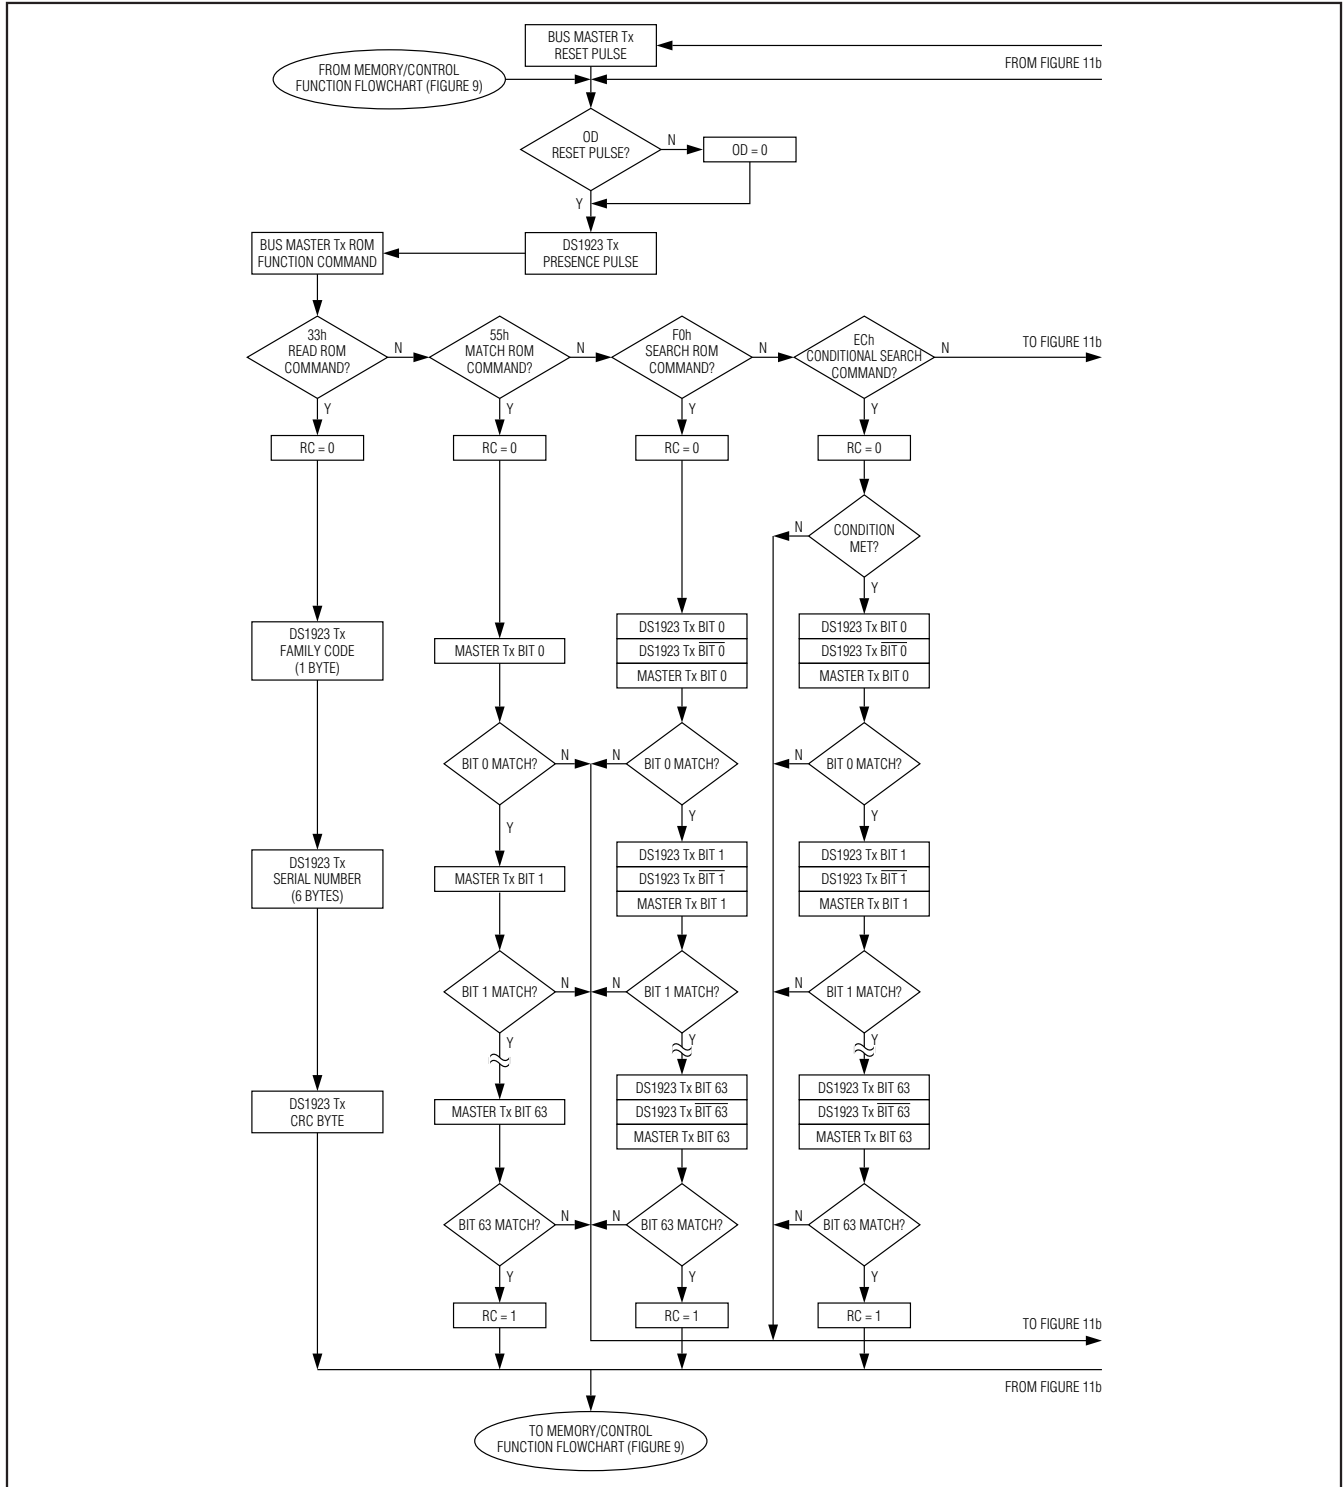 BUS MASTER Tx
RESET PULSE
FROM FIGURE 11b
FROM MEMORY/CONTROL
FUNCTION FLOWCHART (FIGURE 9)
OD
RESET PULSE?
N
OD = 0
Y
BUS MASTER Tx ROM
FUNCTION COMMAND
DS1923 Tx
PRESENCE PULSE
33h
READ ROM
COMMAND?
N
55h
MATCH ROM
COMMAND?
N
F0h
SEARCH ROM
COMMAND?
N
ECh
CONDITIONAL SEARCH
COMMAND?
N
TO FIGURE 11b
Y
Y
Y
Y
RC = 0
RC = 0
RC = 0
RC = 0
N
CONDITION
MET?
Y
DS1923 Tx
FAMILY CODE
(1 BYTE)
MASTER Tx BIT 0
DS1923 Tx BIT 0
DS1923 Tx BIT 0
MASTER Tx BIT 0
DS1923 Tx BIT 0
DS1923 Tx BIT 0
MASTER Tx BIT 0
BIT 0 MATCH?
N
N
BIT 0 MATCH?
N
BIT 0 MATCH?
Y
Y
Y
DS1923 Tx
SERIAL NUMBER
(6 BYTES)
MASTER Tx BIT 1
DS1923 Tx BIT 1
DS1923 Tx BIT 1
MASTER Tx BIT 1
DS1923 Tx BIT 1
DS1923 Tx BIT 1
MASTER Tx BIT 1
BIT 1 MATCH?
N
N
BIT 1 MATCH?
N
BIT 1 MATCH?
Y
Y
Y
DS1923 Tx
CRC BYTE
MASTER Tx BIT 63
DS1923 Tx BIT 63
DS1923 Tx BIT 63
MASTER Tx BIT 63
DS1923 Tx BIT 63
DS1923 Tx BIT 63
MASTER Tx BIT 63
BIT 63 MATCH?
N
N
BIT 63 MATCH?
N
BIT 63 MATCH?
Y
Y
Y
RC = 1
RC = 1
RC = 1
TO FIGURE 11b
FROM FIGURE 11b
TO MEMORY/CONTROL
FUNCTION FLOWCHART (FIGURE 9)